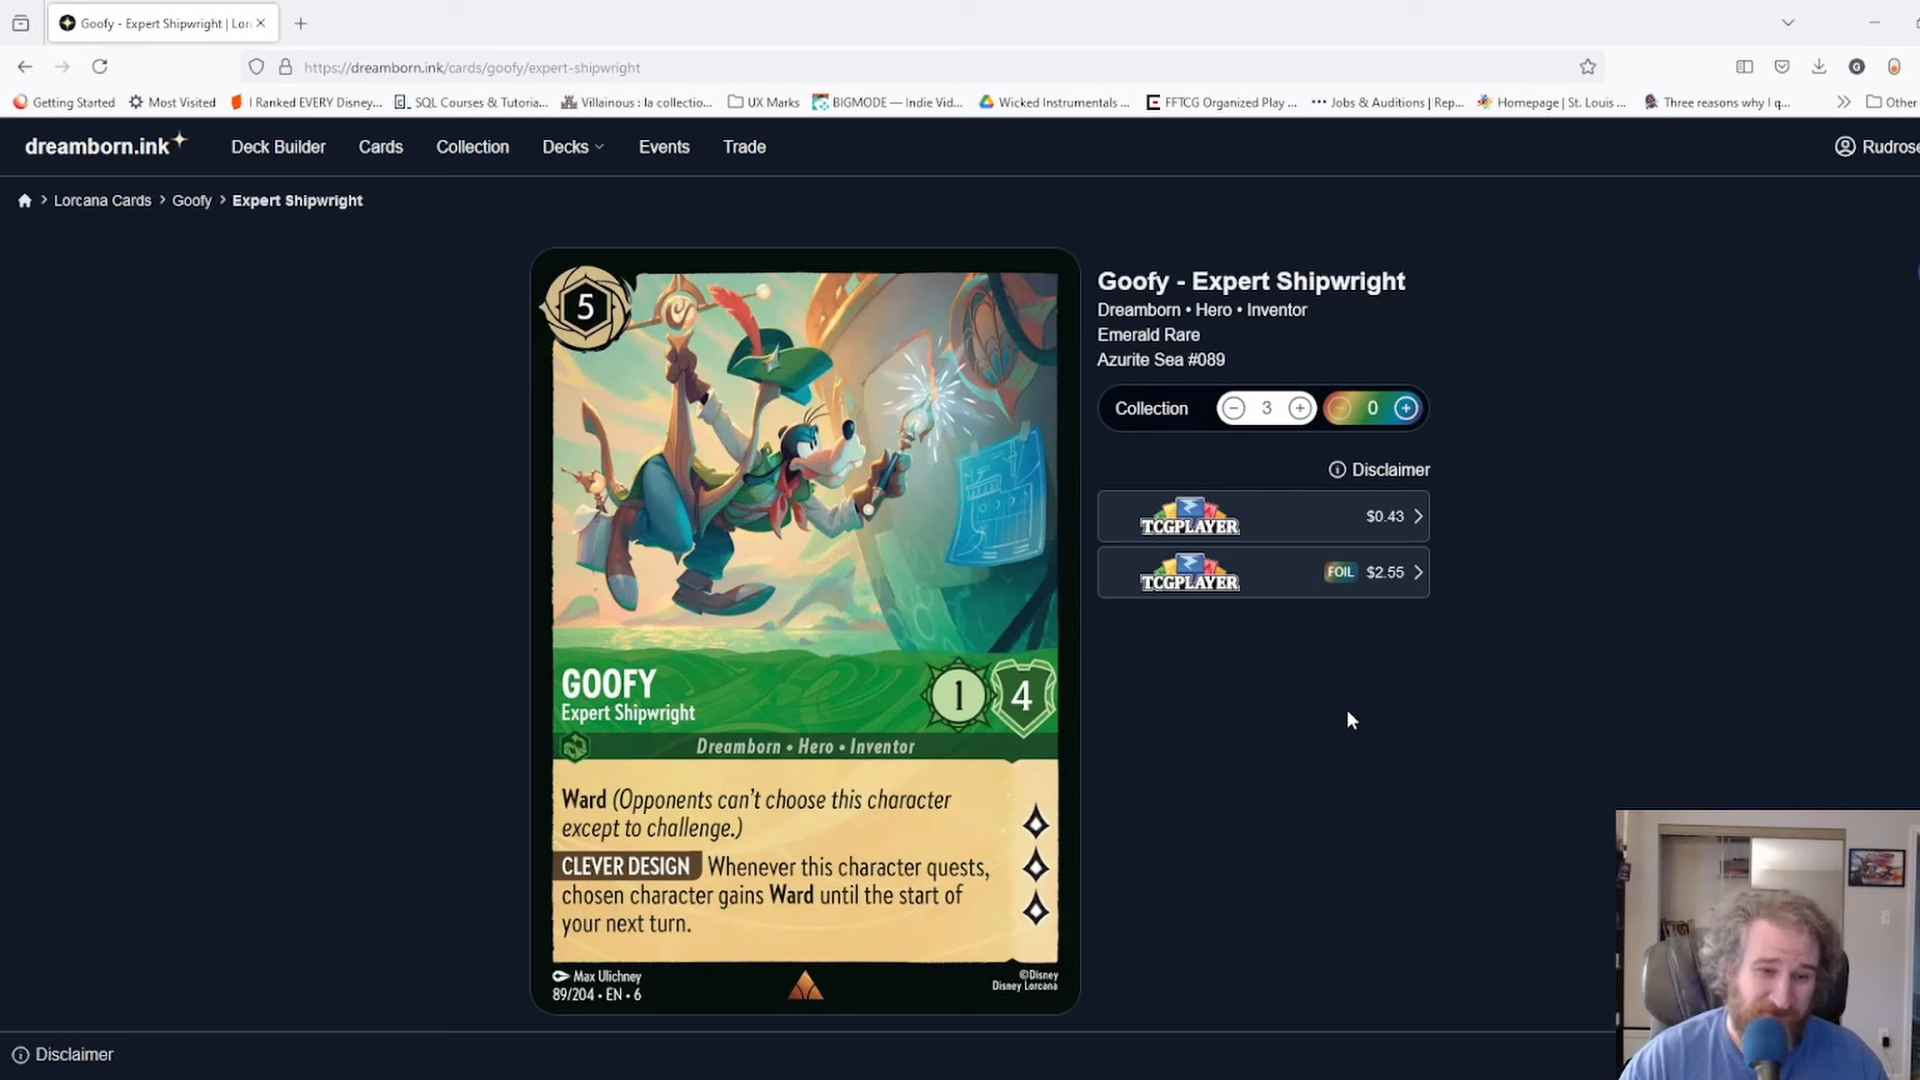 Goofy - Expert Shipwright | Lor
https://dreamborn.ink/cards/goofy/expert-shipwright
G
Getting Started
Most Visited
I Ranked EVERY Disney...
SQL Courses & Tutoria...
Villainous : la collectio...
UX Marks
BIGMODE — Indie Vid...
Wicked Instrumentals ...
FFTCG Organized Play ...
Jobs & Auditions | Rep...
Homepage | St. Louis ...
Three reasons why I q...
Other
dreamborn.ink
Deck Builder
Cards
Collection
Decks
Events
Trade
Rudrose
Lorcana Cards > Goofy > Expert Shipwright
5
GOOFY
Expert Shipwright
1
4
Dreamborn • Hero • Inventor
Ward (Opponents can't choose this character
except to challenge.)
CLEVER DESIGN Whenever this character quests,
chosen character gains Ward until the start of
your next turn.
Max Ulichney
89/204 • EN • 6
©Disney
Disney Lorcana
Goofy - Expert Shipwright
Dreamborn • Hero • Inventor
Emerald Rare
Azurite Sea #089
Collection
3
0
Disclaimer
TCGPLAYER
$0.43
TCGPLAYER
FOIL $2.55
Disclaimer